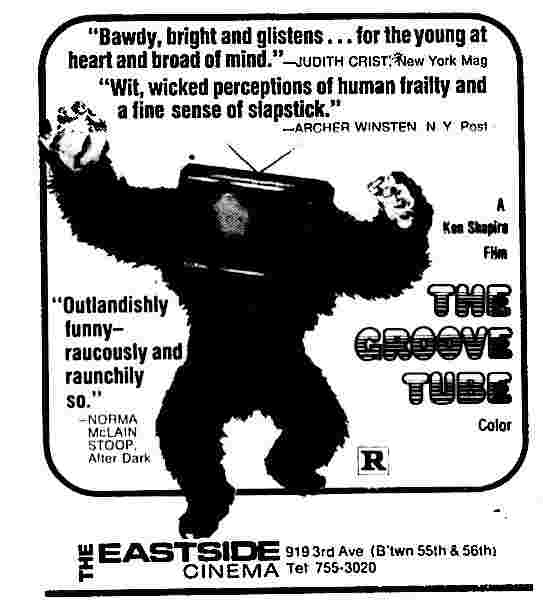 "Bawdy, bright and glistens . . . for the young at
heart and broad of mind."—JUDITH CRIST, New York Mag
"Wit, wicked perceptions of human frailty and
a fine sense of slapstick."
—ARCHER WINSTEN N Y Post
A
Ken Shapiro
Film
THE
GROOVE
TUBE
Color
"Outlandishly
funny—
raucously and
raunchily
so."
—NORMA
McLAIN
STOOP,
After Dark
R
THE EASTSIDE
CINEMA
919 3rd Ave (B'twn 55th & 56th)
Tel 755-3020